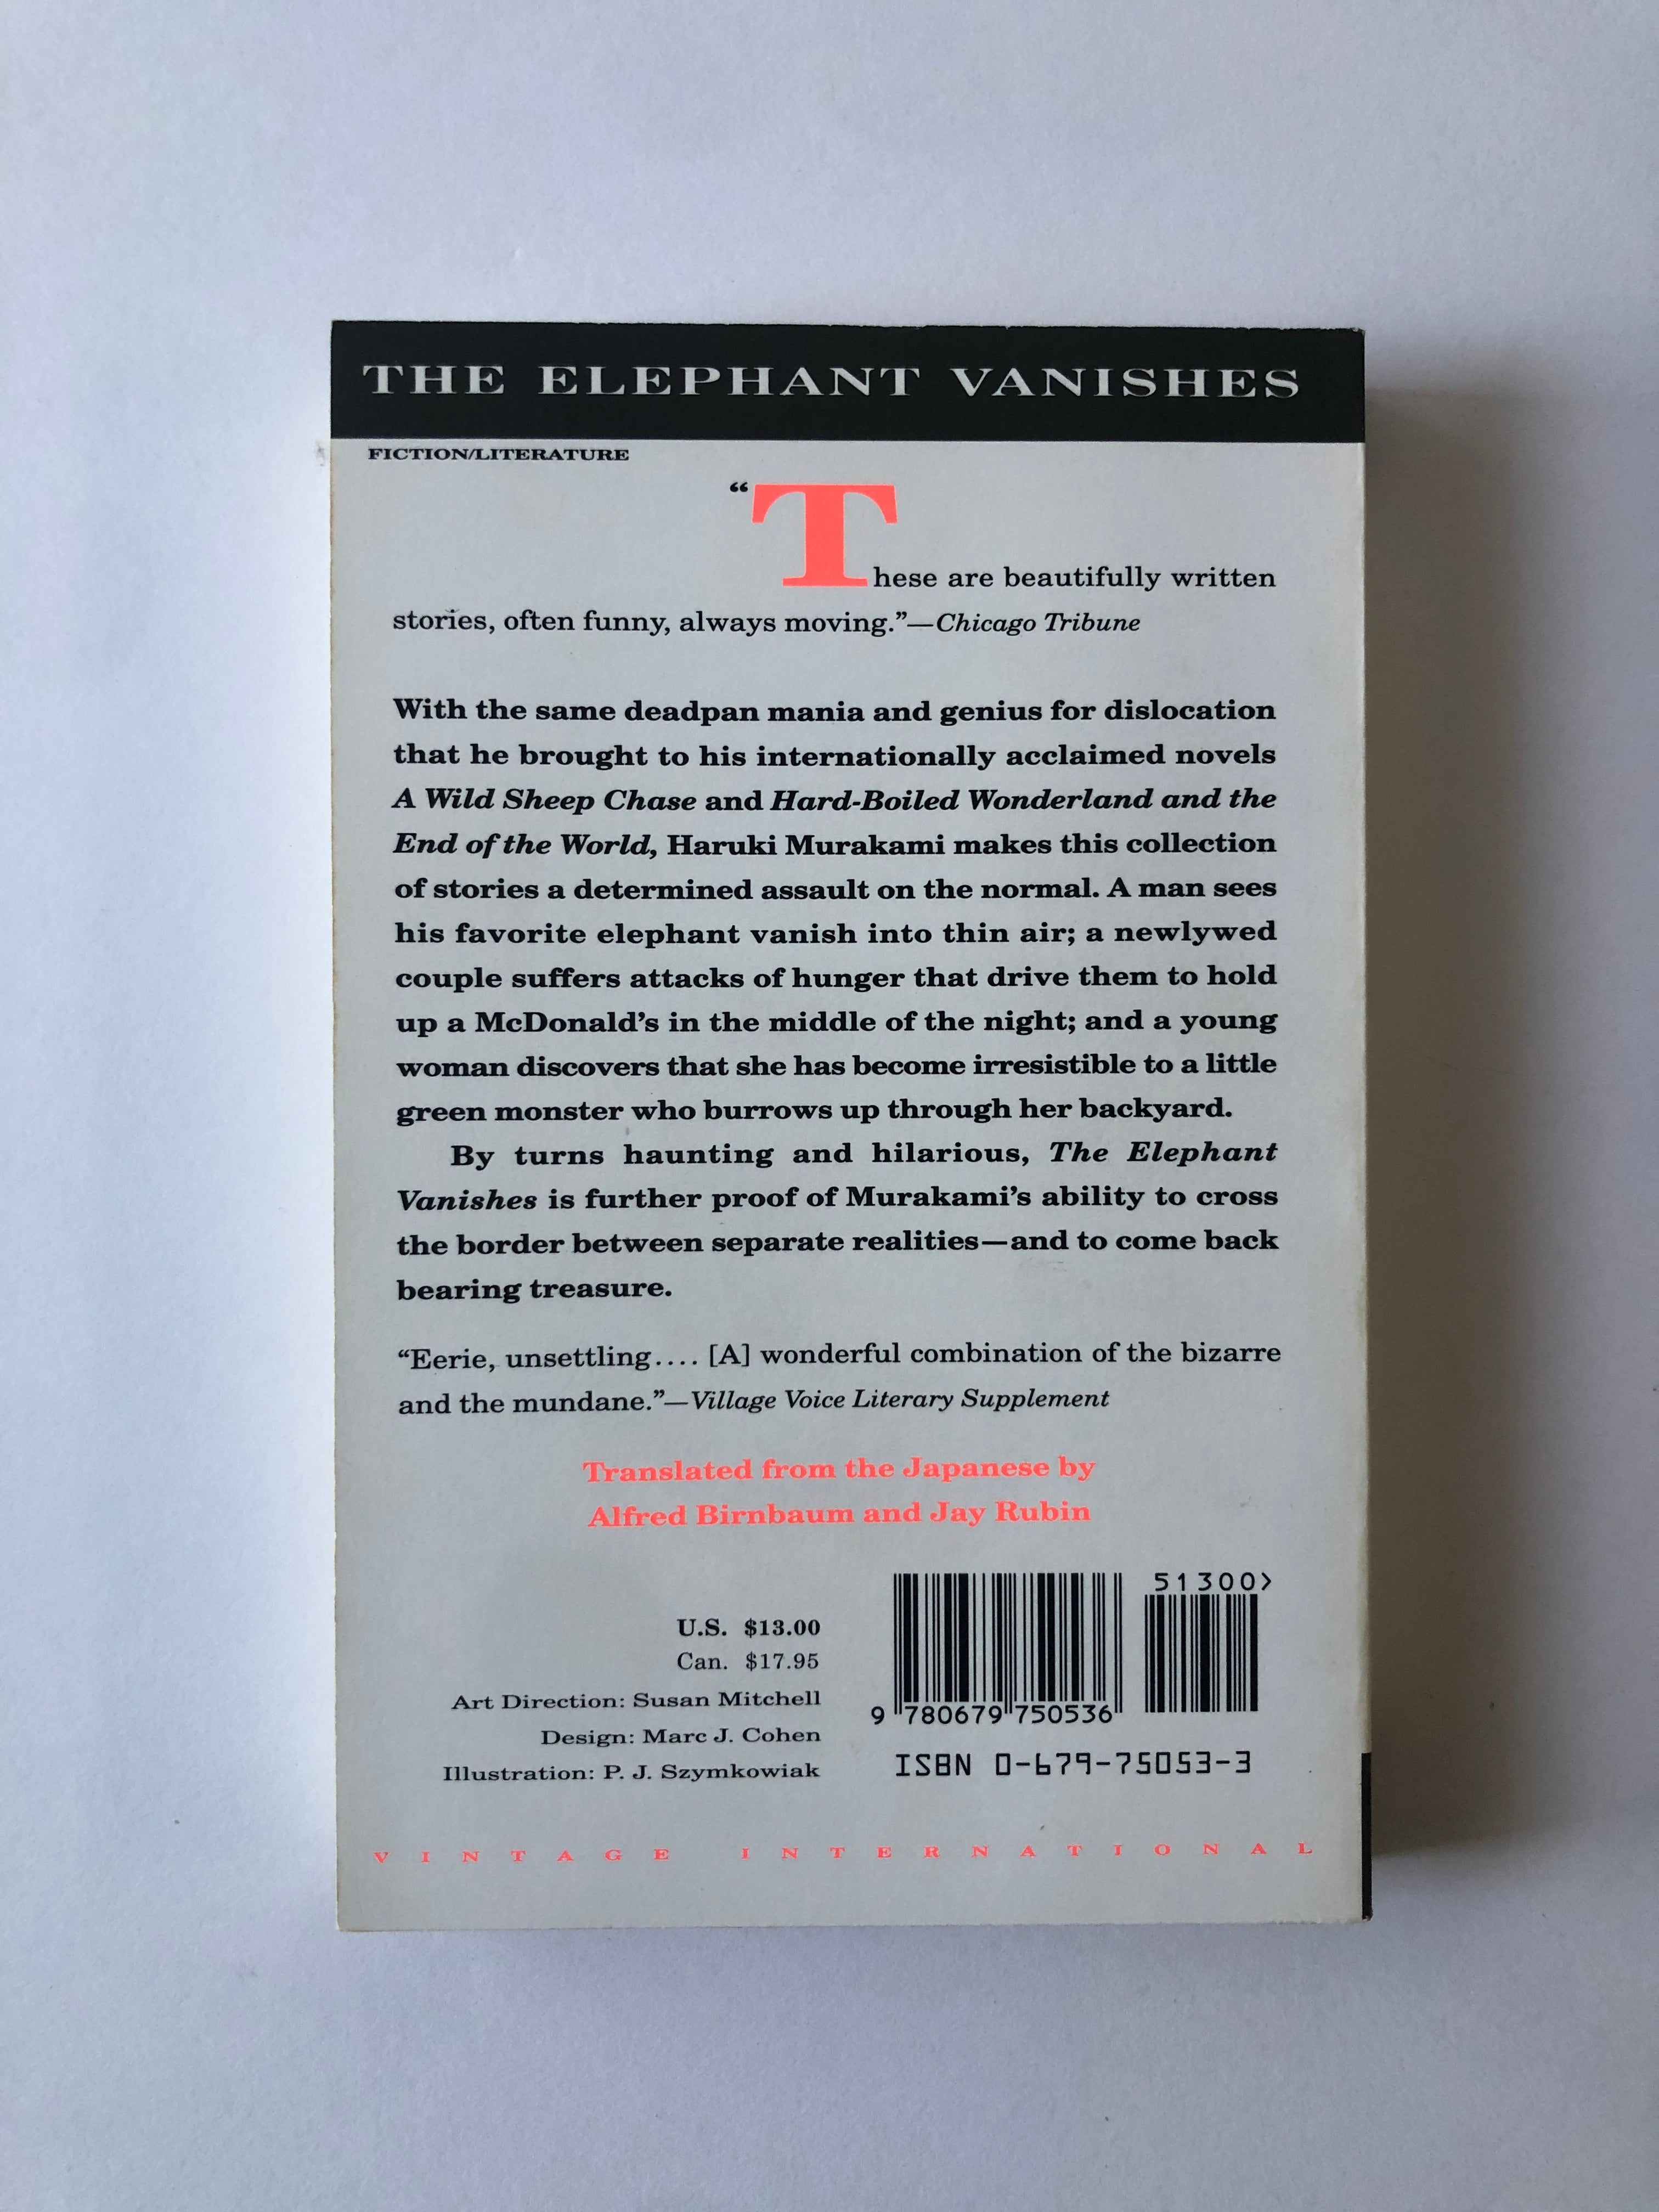 THE ELEPHANT VANISHES
FICTION/LITERATURE
“These are beautifully written
stories, often funny, always moving.”—Chicago Tribune
With the same deadpan mania and genius for dislocation
that he brought to his internationally acclaimed novels
A Wild Sheep Chase and Hard-Boiled Wonderland and the
End of the World, Haruki Murakami makes this collection
of stories a determined assault on the normal. A man sees
his favorite elephant vanish into thin air; a newlywed
couple suffers attacks of hunger that drive them to hold
up a McDonald’s in the middle of the night; and a young
woman discovers that she has become irresistible to a little
green monster who burrows up through her backyard.
By turns haunting and hilarious, The Elephant
Vanishes is further proof of Murakami’s ability to cross
the border between separate realities—and to come back
bearing treasure.
“Eerie, unsettling.... [A] wonderful combination of the bizarre
and the mundane.”—Village Voice Literary Supplement
Translated from the Japanese by
Alfred Birnbaum and Jay Rubin
U.S. $13.00
Can. $17.95
Art Direction: Susan Mitchell
Design: Marc J. Cohen
Illustration: P. J. Szymkowiak
51300>
9 780679 750536
ISBN 0-679-75053-3
VINTAGE INTERNATIONAL